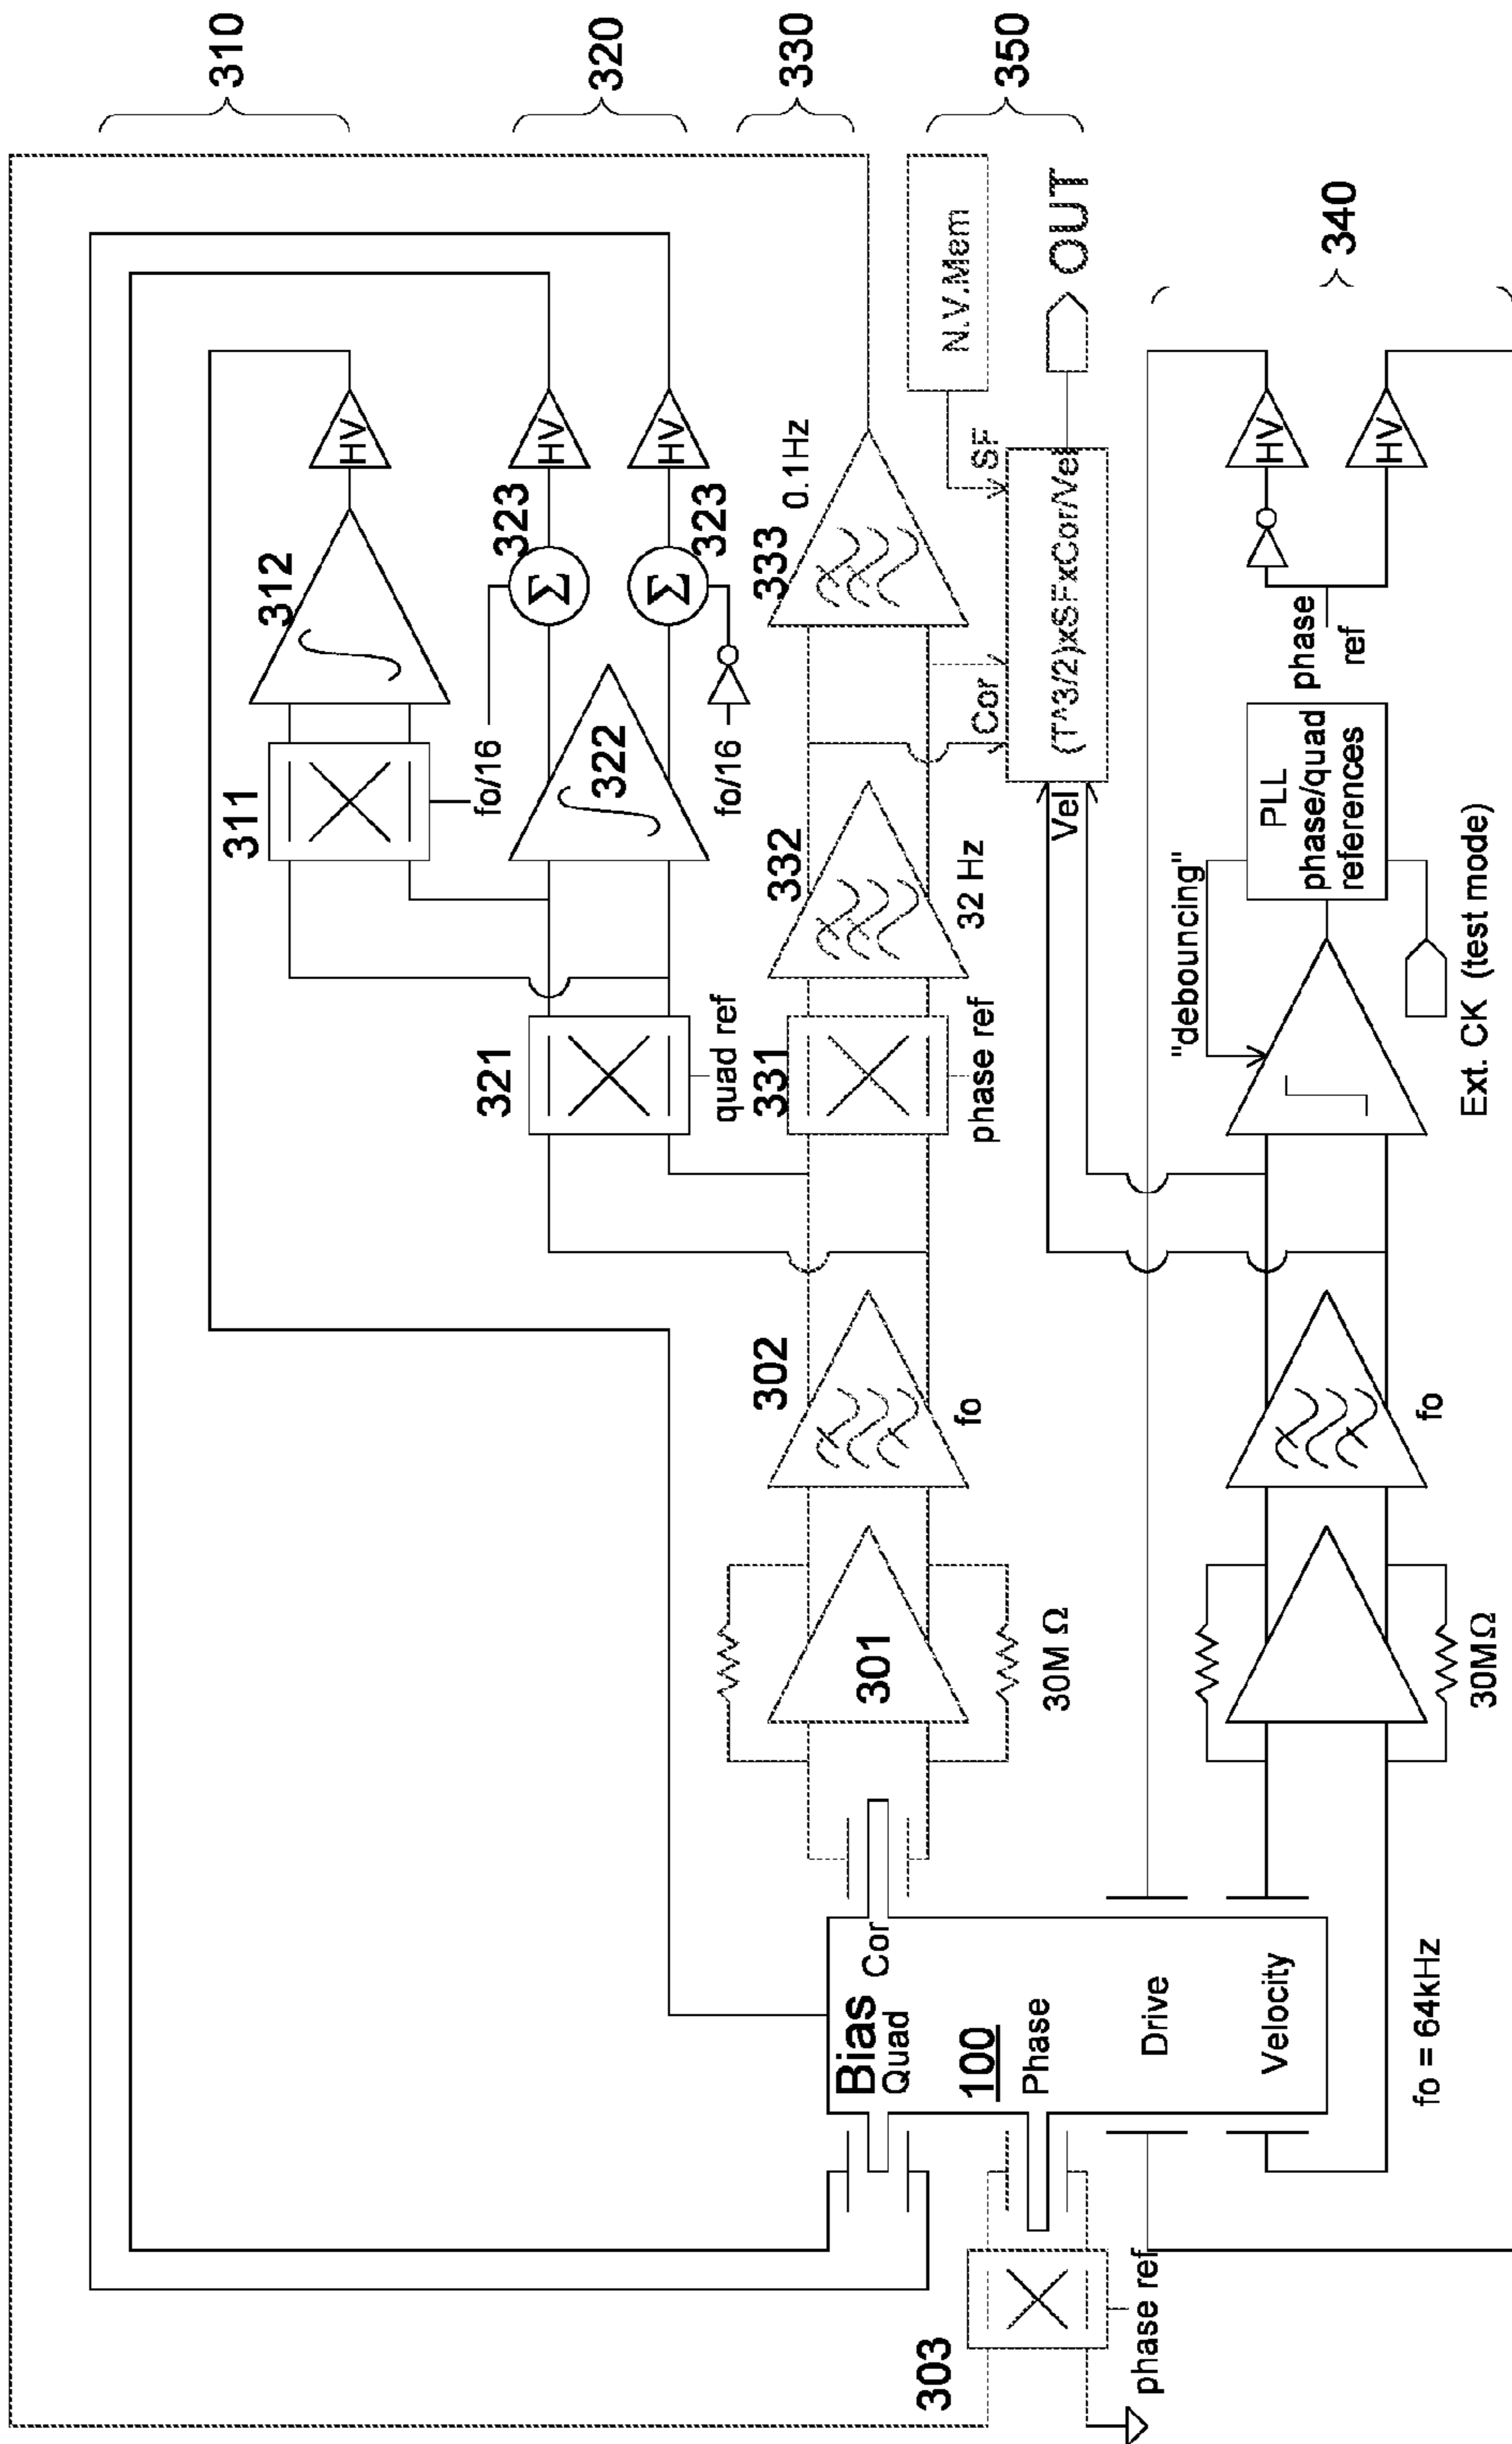 310
320
330
350
340
312
311
fo/16
HV
323
Σ
HV
323
Σ
HV
322
fo/16
321
quad ref
331
phase ref
332
32 Hz
333
0.1Hz
N.V.Mem
SF
OUT
Cor
(T^3/2)xSFxCor/Vel
Vel
302
fo
301
30M Ω
Bias
Quad
Cor
100
Phase
Drive
Velocity
303
phase ref
fo = 64kHz
30MΩ
fo
"debouncing"
PLL
phase/quad
references
Ext. CK (test mode)
phase
ref
HV
HV